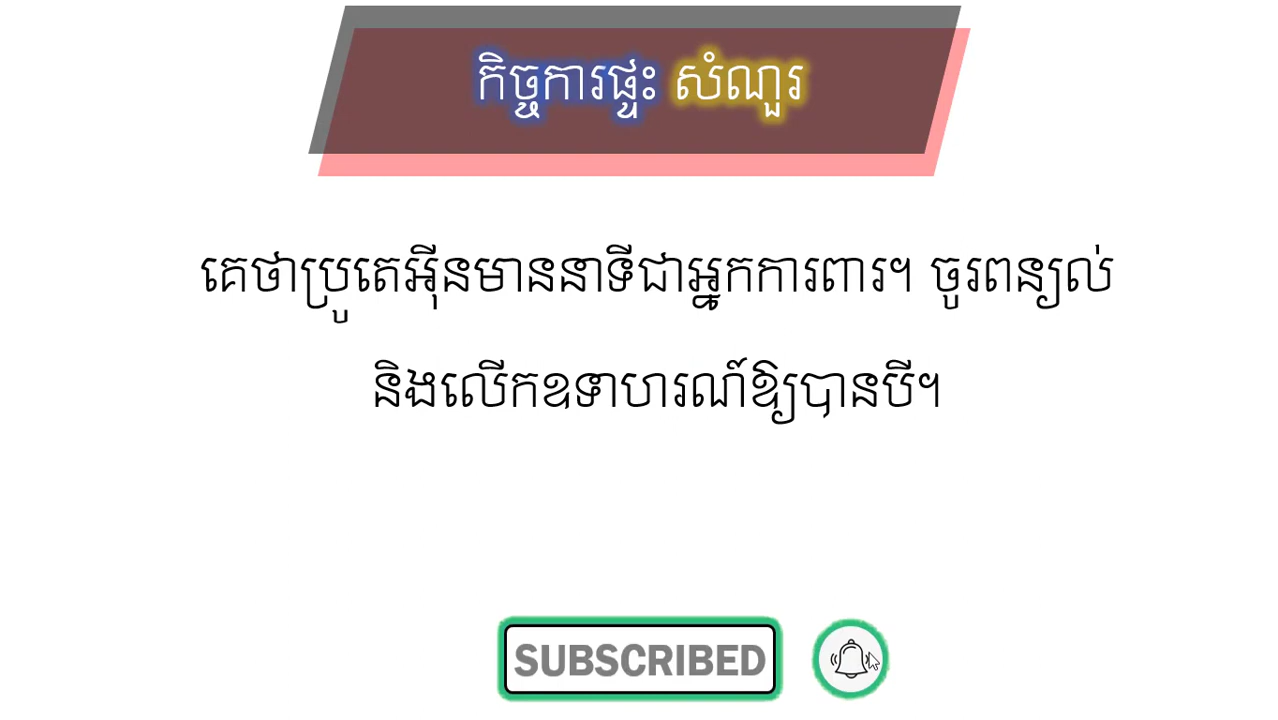 កិច្ចការផ្ទះ សំណួរ
គេថាប្រូតេអ៊ីនមាននាទីជាអ្នកការពារ។ ចូរពន្យល់
និងលើកឧទាហរណ៍ឱ្យបានបី។
SUBSCRIBED